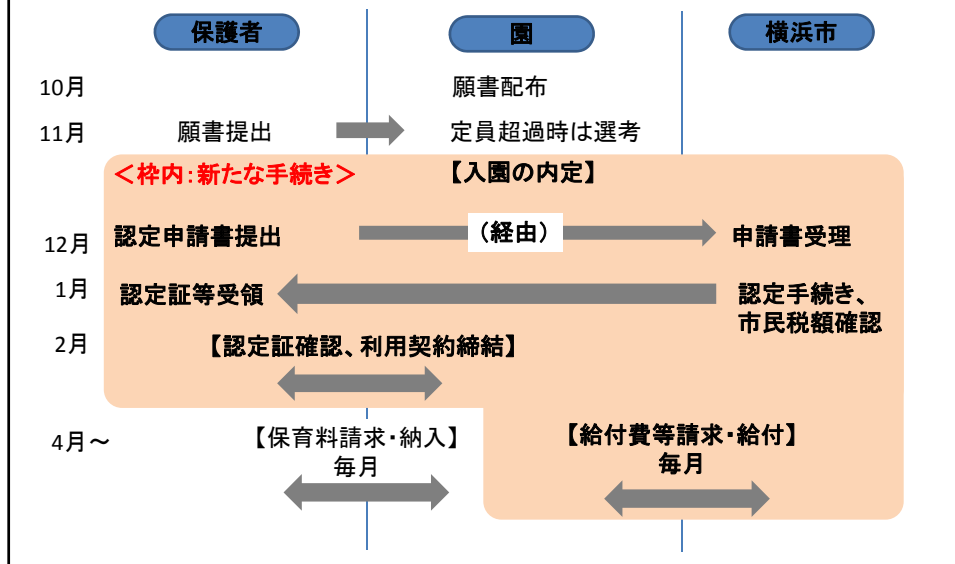 保護者
園
横浜市
10月
願書配布
11月
願書提出
定員超過時は選考
＜枠内：新たな手続き＞
【入園の内定】
12月
認定申請書提出
（経由）
申請書受理
1月
認定証等受領
認定手続き、
市民税額確認
2月
【認定証確認、利用契約締結】
4月～
【保育料請求・納入】
毎月
【給付費等請求・給付】
毎月